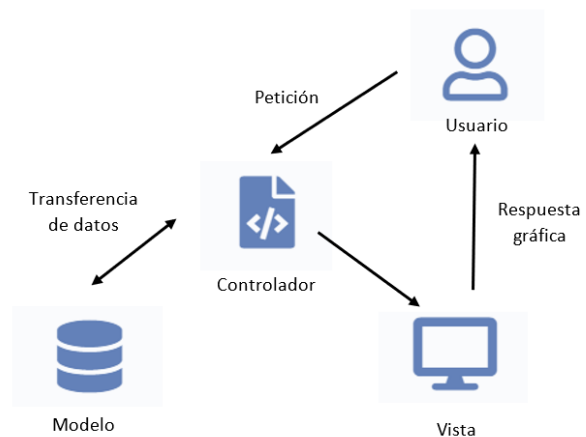 Petición
Usuario
Transferencia
de datos
Respuesta
gráfica
</>
Controlador
Modelo
Vista